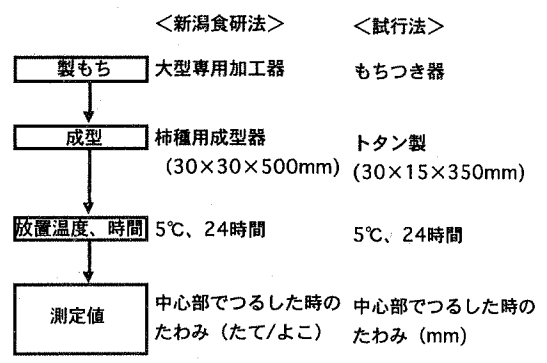 ＜新潟食研法＞ ＜試行法＞
製もち 大型専用加工器 もちつき器
成型 柿種用成型器 トタン製
（30×30×500mm） （30×15×350mm）
放置温度、時間 5℃、24時間 5℃、24時間
測定値 中心部でつるした時の 中心部でつるした時の
たわみ（たて/よこ） たわみ（mm）